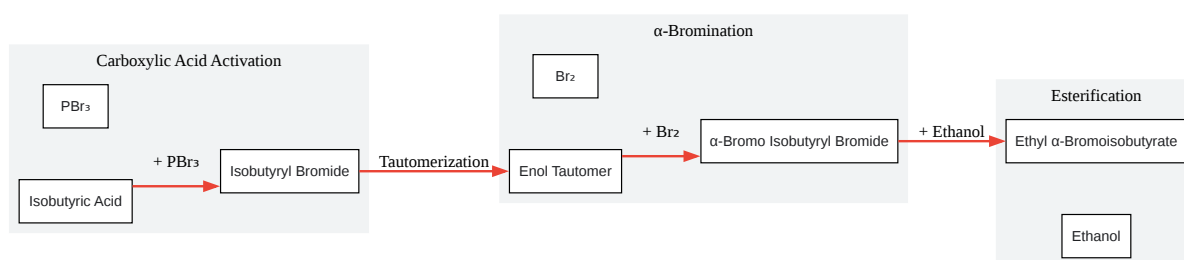 Carboxylic Acid Activation
PBr₃
Isobutyric Acid
+ PBr₃
Isobutyryl Bromide
Tautomerization
α-Bromination
Br₂
Enol Tautomer
+ Br₂
α-Bromo Isobutyryl Bromide
+ Ethanol
Esterification
Ethyl α-Bromoisobutyrate
Ethanol